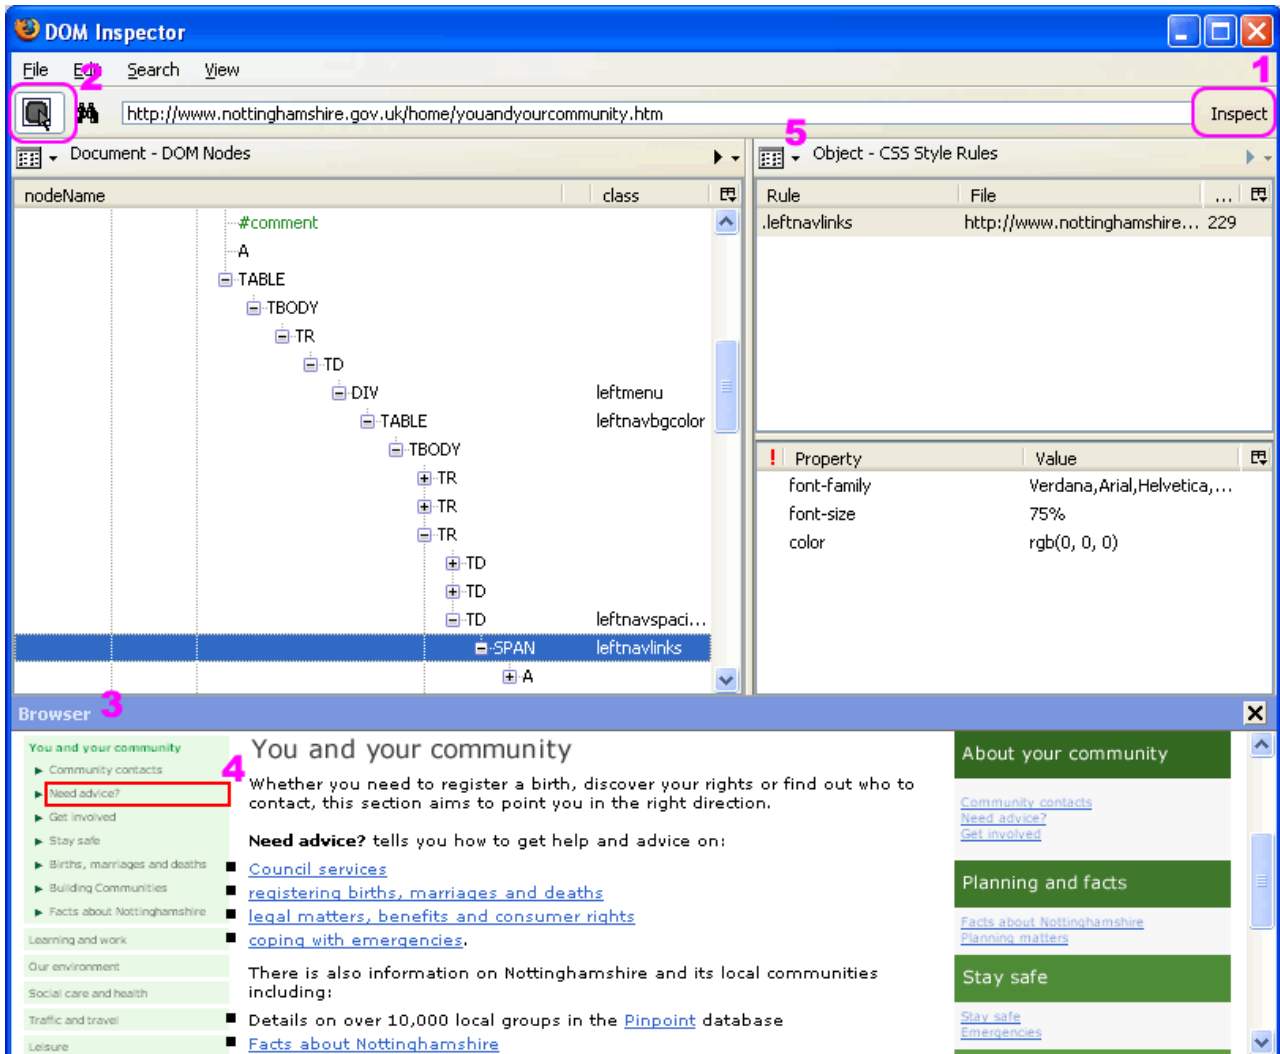 DOM Inspector
File Edit Search View
1
2
http://www.nottinghamshire.gov.uk/home/youandyourcommunity.htm
Inspect
5
Document - DOM Nodes
Object - CSS Style Rules
nodeName class
Rule File ...
#comment
.leftnavlinks http://www.nottinghamshire... 229
A
TABLE
TBODY
TR
TD
DIV leftmenu
TABLE leftnavbgcolor
TBODY
TR
TR
TR
TD
TD
TD leftnavspaci...
SPAN leftnavlinks
A
! Property Value
font-family Verdana,Arial,Helvetica,...
font-size 75%
color rgb(0, 0, 0)
Browser
3
You and your community
Community contacts
4
Need advice?
Get involved
Stay safe
Births, marriages and deaths
Building Communities
Facts about Nottinghamshire
Learning and work
Our environment
Social care and health
Traffic and travel
Leisure
You and your community
Whether you need to register a birth, discover your rights or find out who to
contact, this section aims to point you in the right direction.
Need advice? tells you how to get help and advice on:
Council services
registering births, marriages and deaths
legal matters, benefits and consumer rights
coping with emergencies.
There is also information on Nottinghamshire and its local communities
including:
Details on over 10,000 local groups in the Pinpoint database
Facts about Nottinghamshire
About your community
Community contacts
Need advice?
Get involved
Planning and facts
Facts about Nottinghamshire
Planning matters
Stay safe
Stay safe
Emergencies